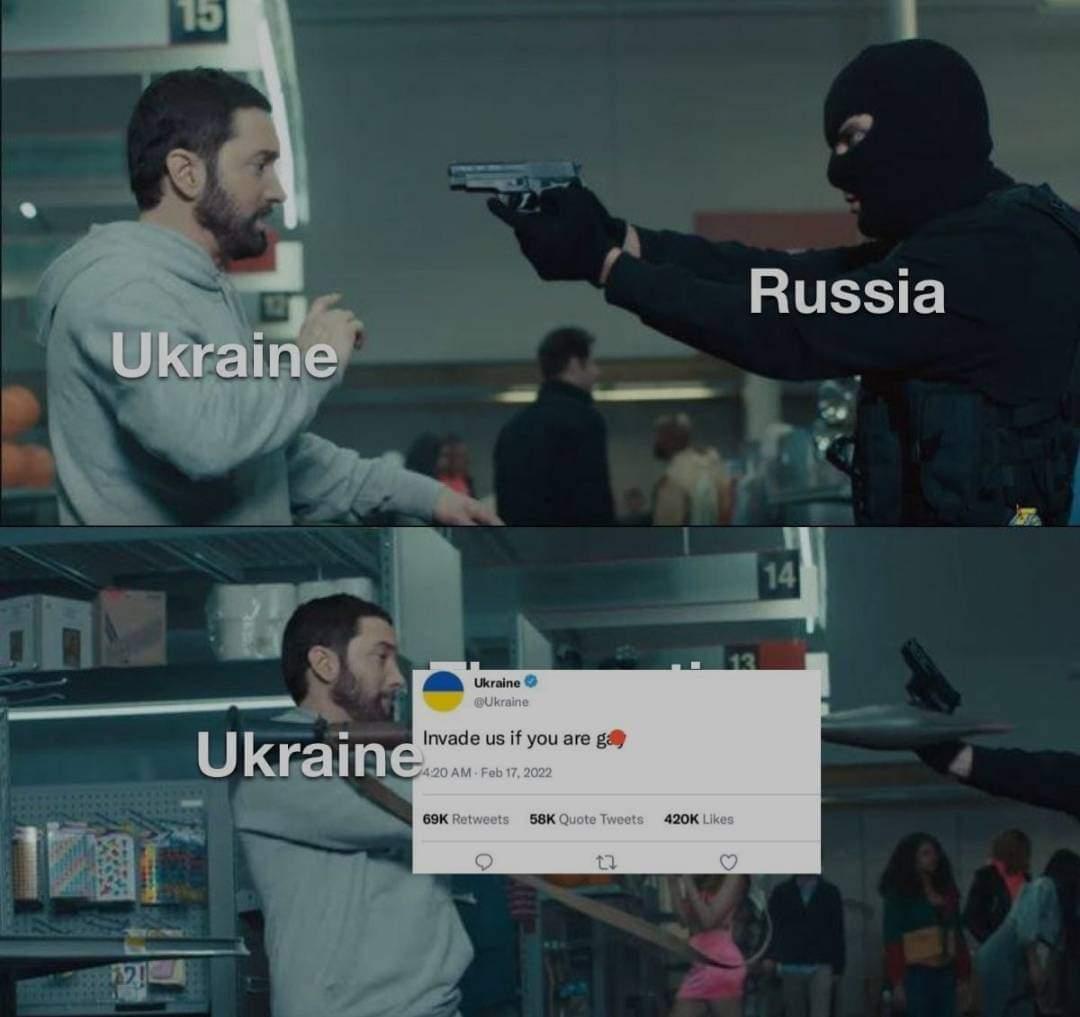 15
12
Ukraine
Russia
14
13
Ukraine
@Ukraine
Invade us if you are
4:20 AM · Feb 17, 2022
69K Retweets 58K Quote Tweets 420K Likes
Ukraine